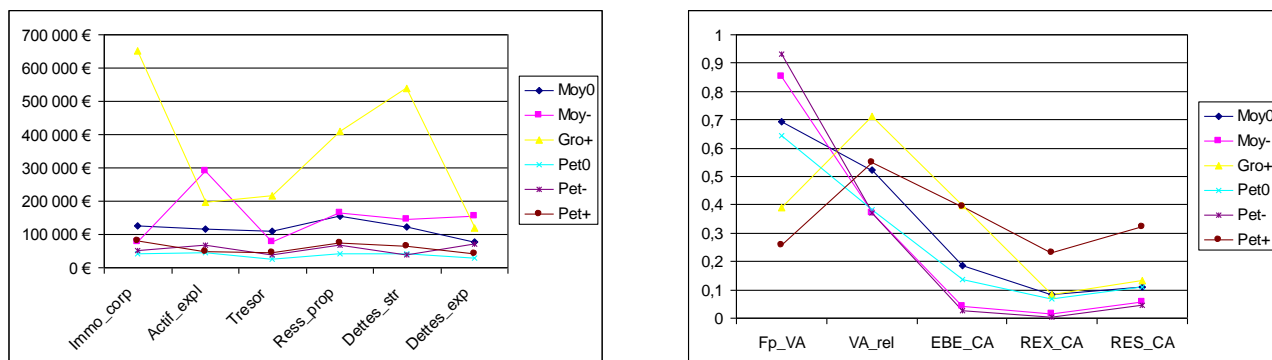 700 000 €
600 000 €
500 000 €
400 000 €
300 000 €
200 000 €
100 000 €
0 €
Immo_corp
Actif_expl
Tresor
Ress_prop
Dettes_str
Dettes_exp
Moy0
Moy-
Gro+
Pet0
Pet-
Pet+
1
0,9
0,8
0,7
0,6
0,5
0,4
0,3
0,2
0,1
0
Fp_VA VA_rel EBE_CA REX_CA RES_CA
Moy0
Moy-
Gro+
Pet0
Pet-
Pet+